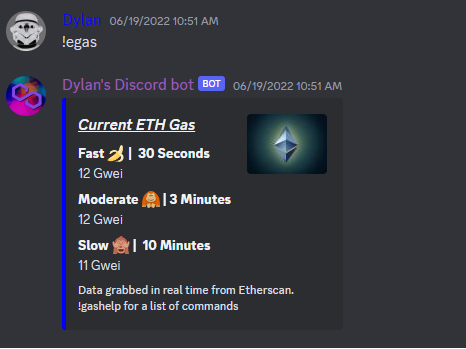 Dylan 06/19/2022 10:51 AM
!egas
Dylan's Discord bot BOT 06/19/2022 10:51 AM
Current ETH Gas
Fast 🍌 | 30 Seconds
12 Gwei
Moderate 🦧 | 3 Minutes
12 Gwei
Slow 🙈 | 10 Minutes
11 Gwei
Data grabbed in real time from Etherscan.
!gashelp for a list of commands